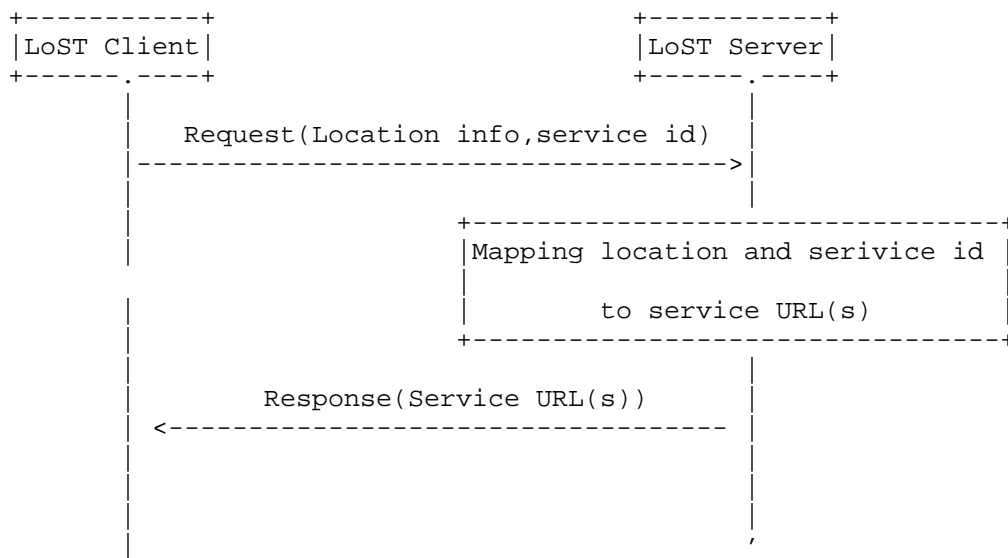 LoST Client
LoST Server
Request(Location info,service id)
Mapping location and serivice id
to service URL(s)
Response(Service URL(s))